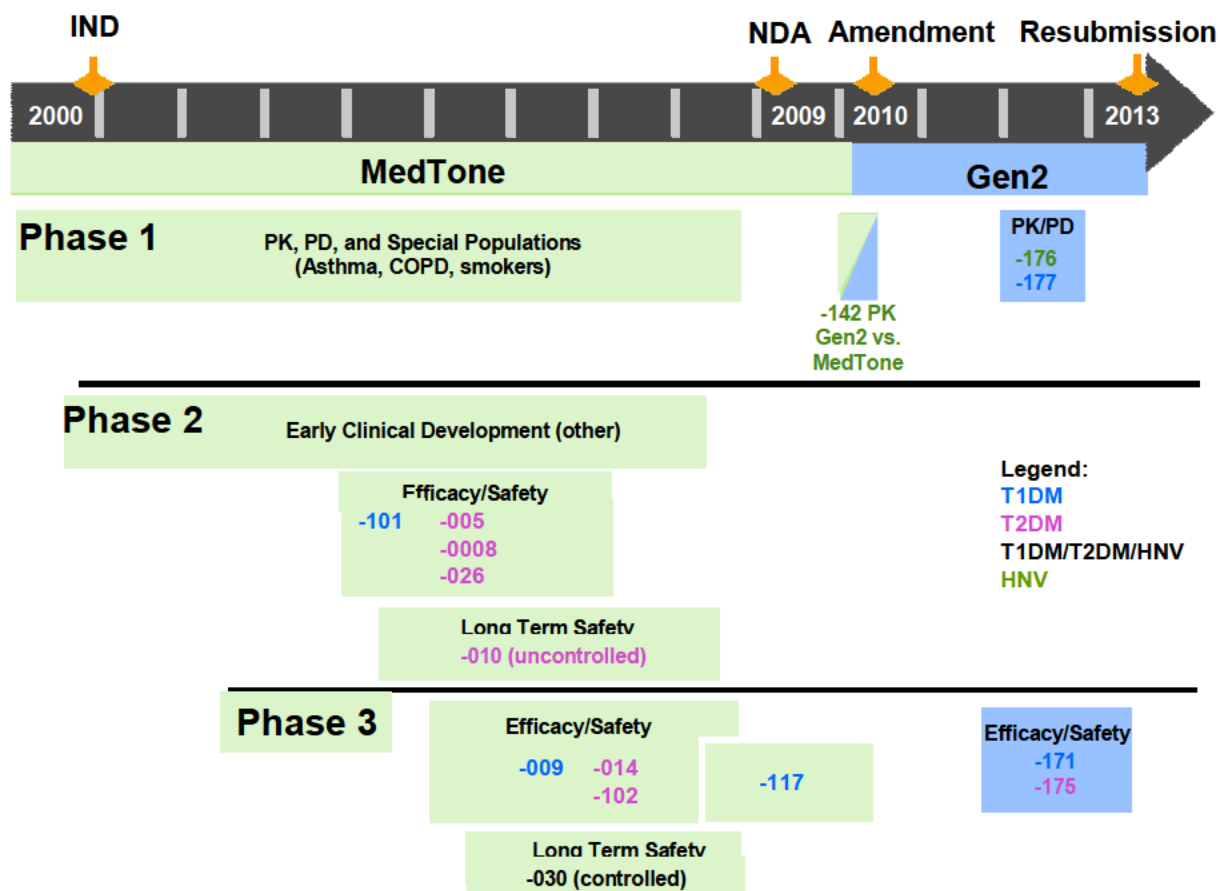 IND
NDA
Amendment
Resubmission
2000
2009
2010
2013
MedTone
Gen2
Phase 1
PK, PD, and Special Populations
(Asthma, COPD, smokers)
-142 PK
Gen2 vs.
MedTone
PK/PD
-176
-177
Phase 2
Early Clinical Development (other)
Efficacy/Safety
-101 -005
-0008
-026
Long Term Safety
-010 (uncontrolled)
Legend:
T1DM
T2DM
T1DM/T2DM/HNV
HNV
Phase 3
Efficacy/Safety
-009 -014
-102
-117
Efficacy/Safety
-171
-175
Long Term Safety
-030 (controlled)